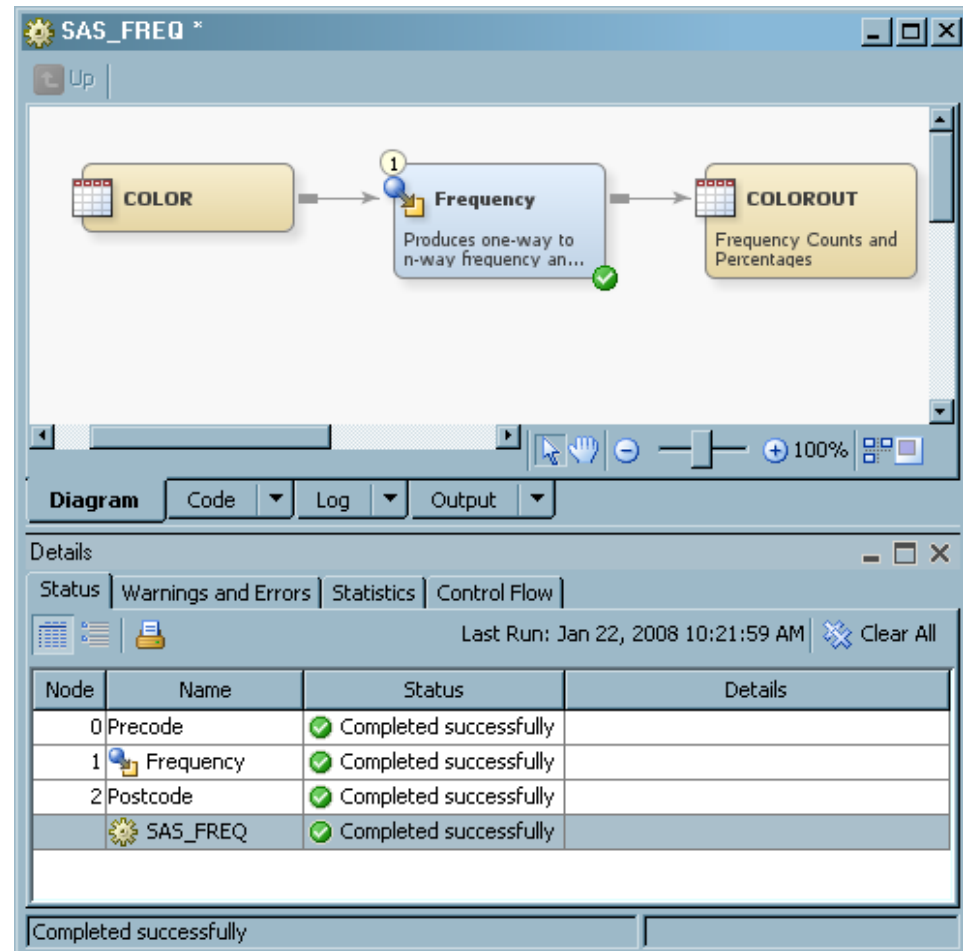 SAS_FREQ *
Up
COLOR
1
Frequency
Produces one-way to
n-way frequency an...
COLOROUT
Frequency Counts and
Percentages
100%
Diagram
Code
Log
Output
Details
Status
Warnings and Errors
Statistics
Control Flow
Last Run: Jan 22, 2008 10:21:59 AM
Clear All
Node Name Status Details
0 Precode Completed successfully
1 Frequency Completed successfully
2 Postcode Completed successfully
SAS_FREQ Completed successfully
Completed successfully